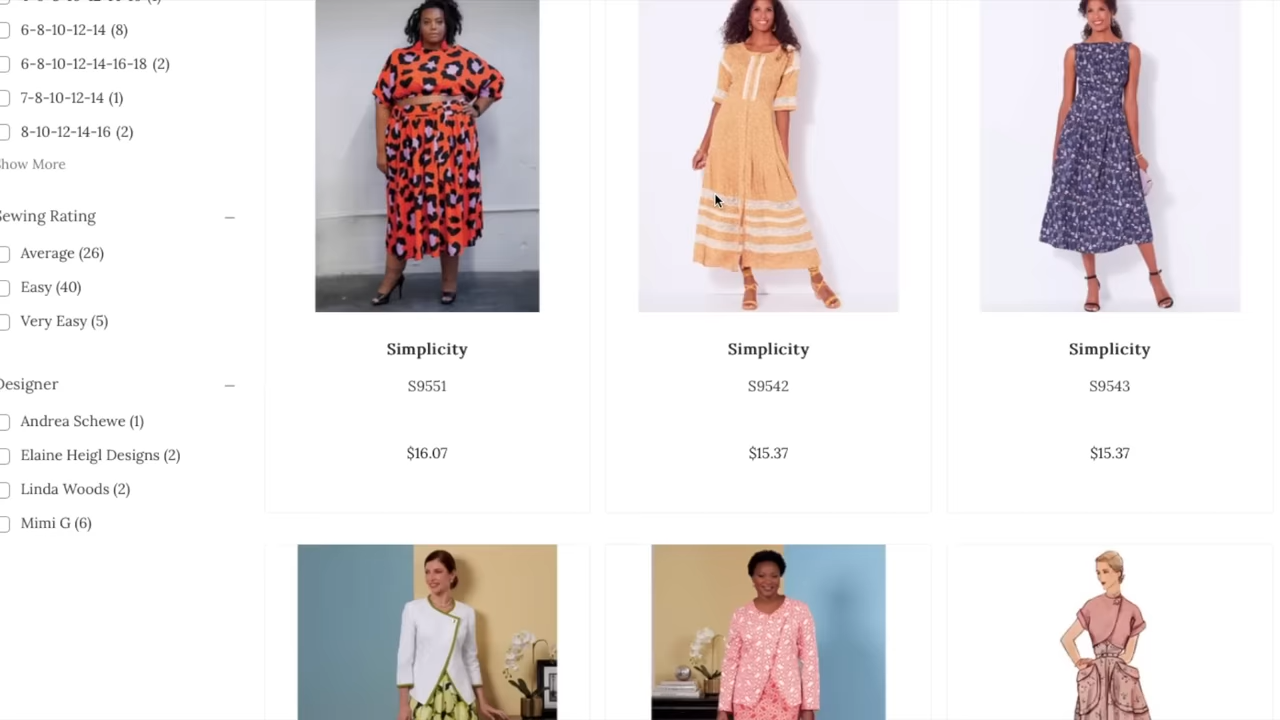 6-8-10-12-14 (8)
6-8-10-12-14-16-18 (2)
7-8-10-12-14 (1)
8-10-12-14-16 (2)
Show More
Sewing Rating
Average (26)
Easy (40)
Very Easy (5)
Designer
Andrea Schewe (1)
Elaine Heigl Designs (2)
Linda Woods (2)
Mimi G (6)
Simplicity
S9551
$16.07
Simplicity
S9542
$15.37
Simplicity
S9543
$15.37